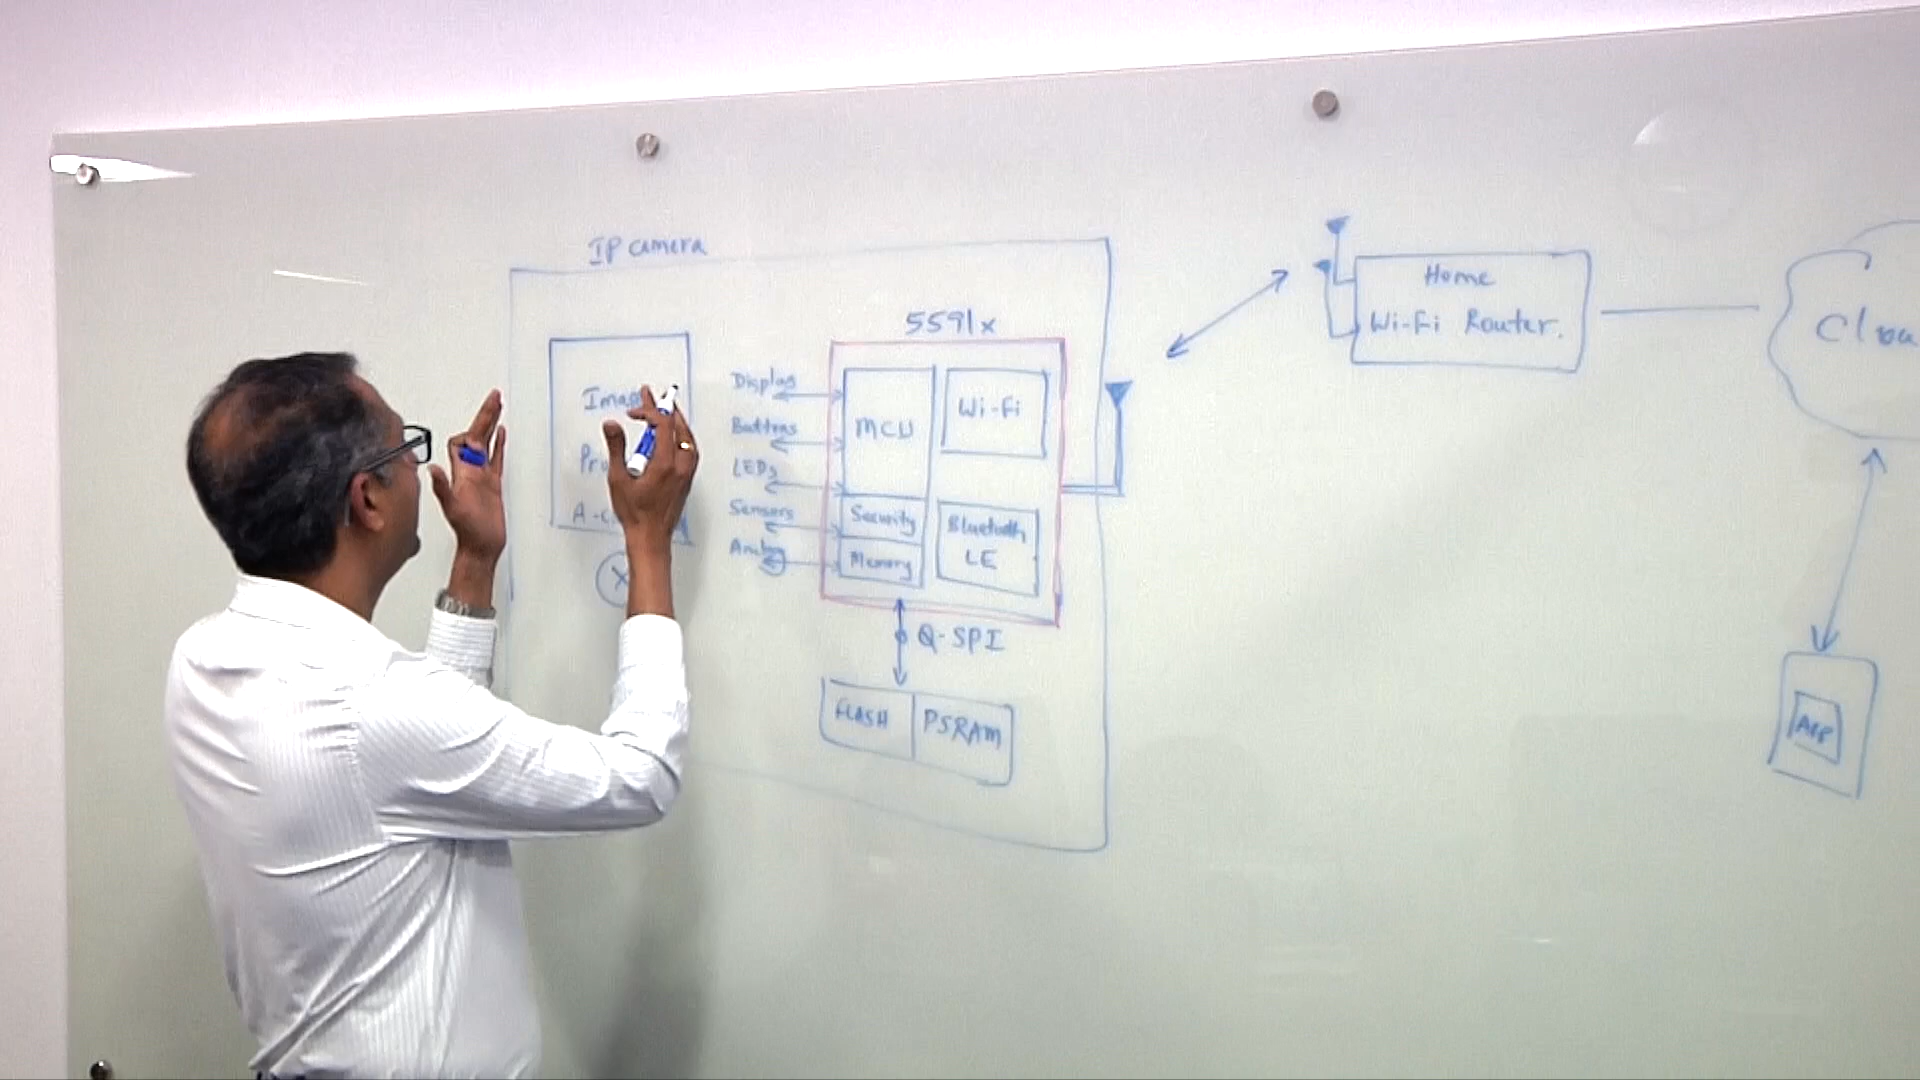 IP camera
5591x
Display
Buttons
LEDs
Sensors
Analog
MCU
Wi-Fi
Security
Memory
Bluetooth
LE
Q-SPI
FLASH
PSRAM
X
Home
Wi-Fi Router.
App